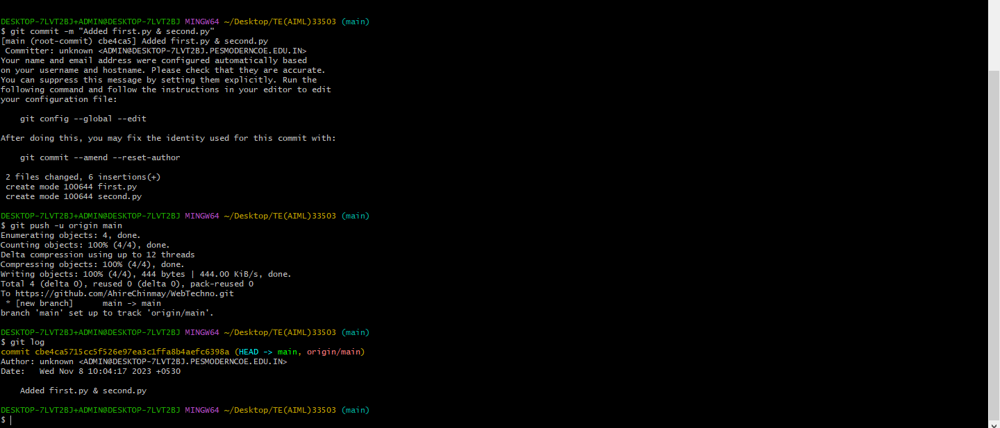 DESKTOP-7LVT2BJ+ADMIN@DESKTOP-7LVT2BJ MINGW64 ~/Desktop/TE(AIML)33503 (main)
$ git commit -m "Added first.py & second.py"
[main (root-commit) cbe4ca5] Added first.py & second.py
 Committer: unknown <ADMIN@DESKTOP-7LVT2BJ.PESMODERNCOE.EDU.IN>
Your name and email address were configured automatically based
on your username and hostname. Please check that they are accurate.
You can suppress this message by setting them explicitly. Run the
following command and follow the instructions in your editor to edit
your configuration file:

    git config --global --edit

After doing this, you may fix the identity used for this commit with:

    git commit --amend --reset-author

 2 files changed, 6 insertions(+)
 create mode 100644 first.py
 create mode 100644 second.py

DESKTOP-7LVT2BJ+ADMIN@DESKTOP-7LVT2BJ MINGW64 ~/Desktop/TE(AIML)33503 (main)
$ git push -u origin main
Enumerating objects: 4, done.
Counting objects: 100% (4/4), done.
Delta compression using up to 12 threads
Compressing objects: 100% (4/4), done.
Writing objects: 100% (4/4), 444 bytes | 444.00 KiB/s, done.
Total 4 (delta 0), reused 0 (delta 0), pack-reused 0
To https://github.com/AhireChinmay/WebTechno.git
 * [new branch]      main -> main
branch 'main' set up to track 'origin/main'.

DESKTOP-7LVT2BJ+ADMIN@DESKTOP-7LVT2BJ MINGW64 ~/Desktop/TE(AIML)33503 (main)
$ git log
commit cbe4ca5715cc5f526e97ea3c1ffa8b4aefc6398a (HEAD -> main, origin/main)
Author: unknown <ADMIN@DESKTOP-7LVT2BJ.PESMODERNCOE.EDU.IN>
Date:   Wed Nov 8 10:04:17 2023 +0530

    Added first.py & second.py

DESKTOP-7LVT2BJ+ADMIN@DESKTOP-7LVT2BJ MINGW64 ~/Desktop/TE(AIML)33503 (main)
$